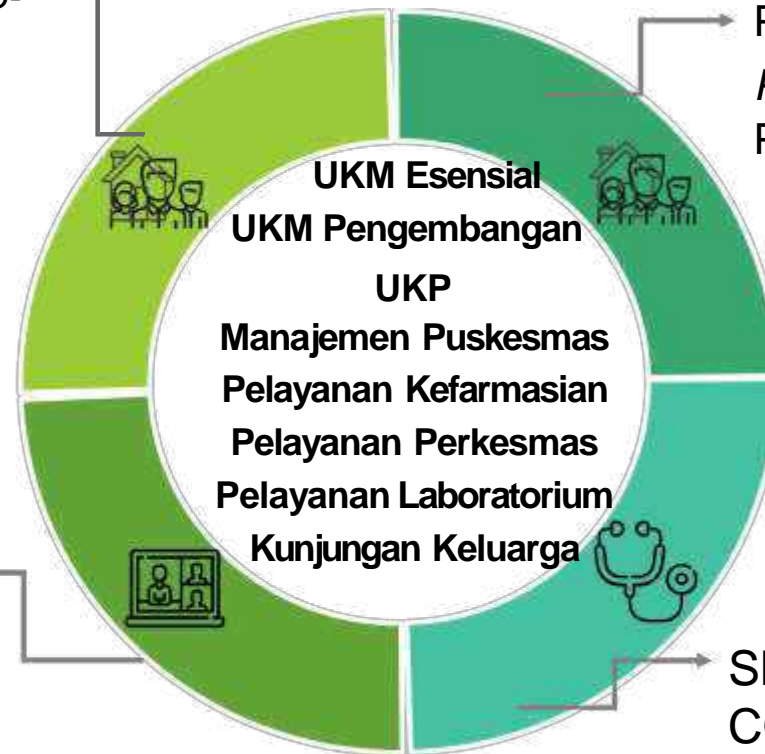 UKM Esensial
UKM Pengembangan
UKP
Manajemen Puskesmas
Pelayanan Kefarmasian
Pelayanan Perkesmas
Pelayanan Laboratorium
Kunjungan Keluarga